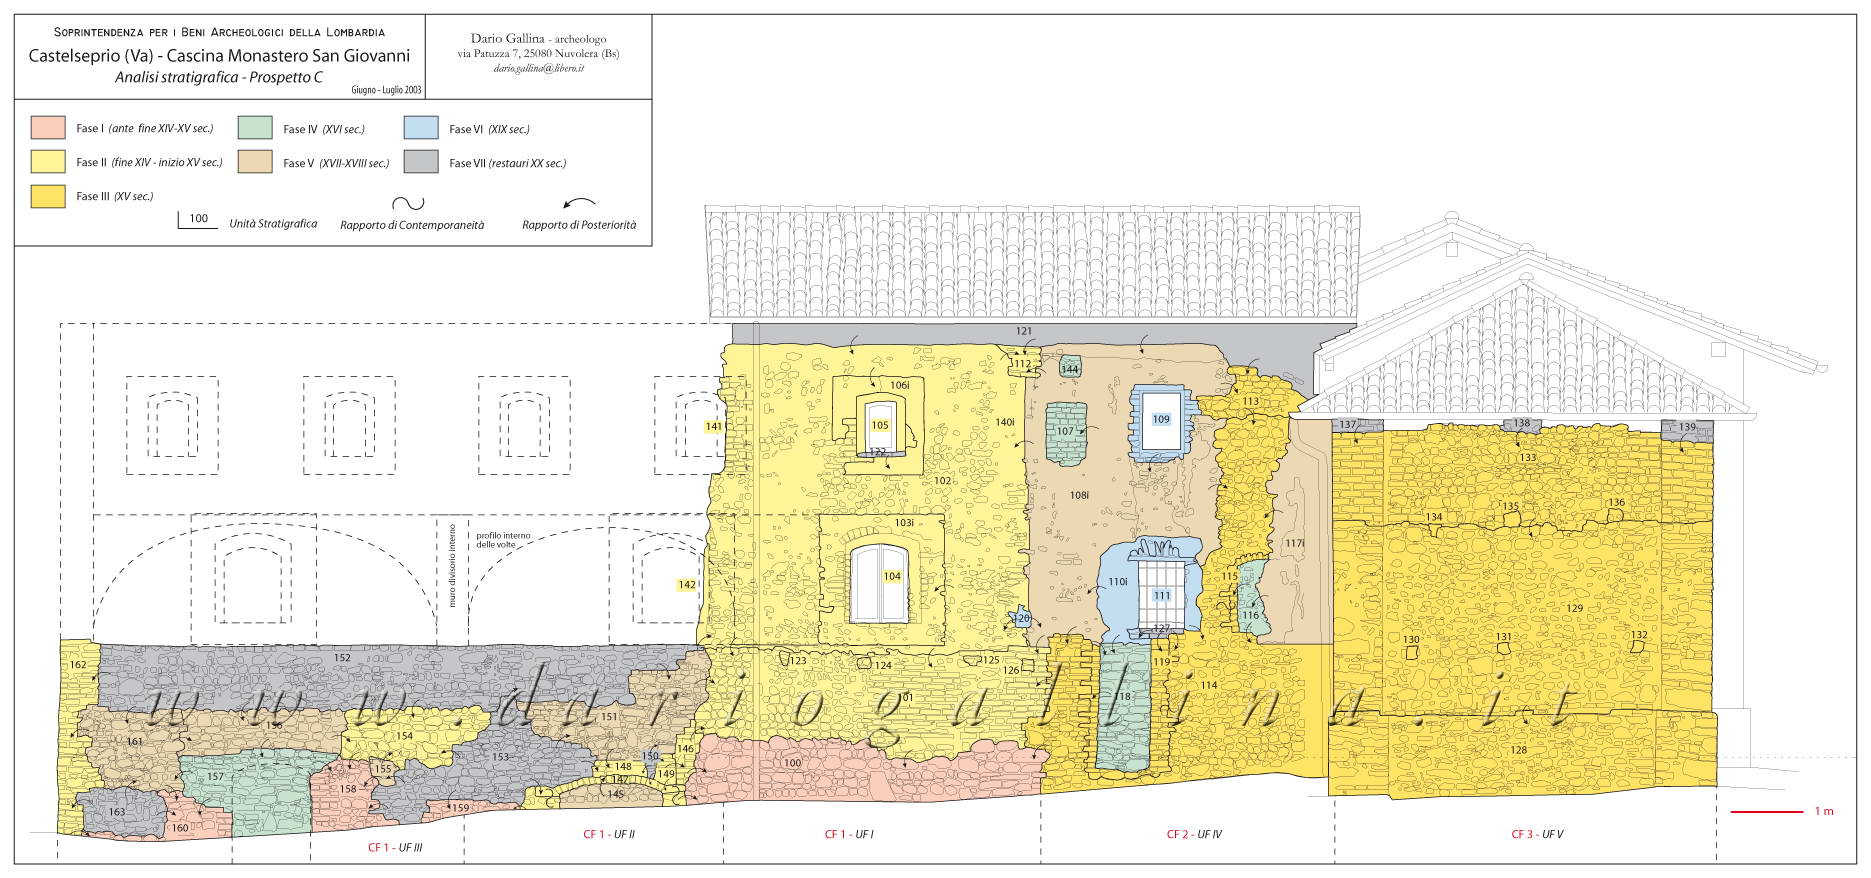 Soprintendenza per i Beni Archeologici della Lombardia
Castelseprio (Va) - Cascina Monastero San Giovanni
Analisi stratigrafica - Prospetto C
Giugno - Luglio 2003
Dario Gallina - archeologo
via Patuzza 7, 25080 Nuvolera (Bs)
dario.gallina@libero.it
Fase I (ante fine XIV-XV sec.)
Fase IV (XVI sec.)
Fase VI (XIX sec.)
Fase II (fine XIV - inizio XV sec.)
Fase V (XVII-XVIII sec.)
Fase VII (restauri XX sec.)
Fase III (XV sec.)
100 Unità Stratigrafica
Rapporto di Contemporaneità
Rapporto di Posteriorità
121
112
144
106i
113
141
105
140i
107
109
137
138
139
122
133
102
108i
135
136
134
103i
profilo interno
delle volte
muro divisorio interno
117i
142
104
110i
111
115
116
129
120
127
130
131
132
162
152
123
124
125
126
119
101
118
114
www.dariogallina.it
161
156
154
151
146
128
157
155
153
150
148
149
147
100
158
145
163
160
159
1 m
CF 1 - UF III
CF 1 - UF II
CF 1 - UF I
CF 2 - UF IV
CF 3 - UF V